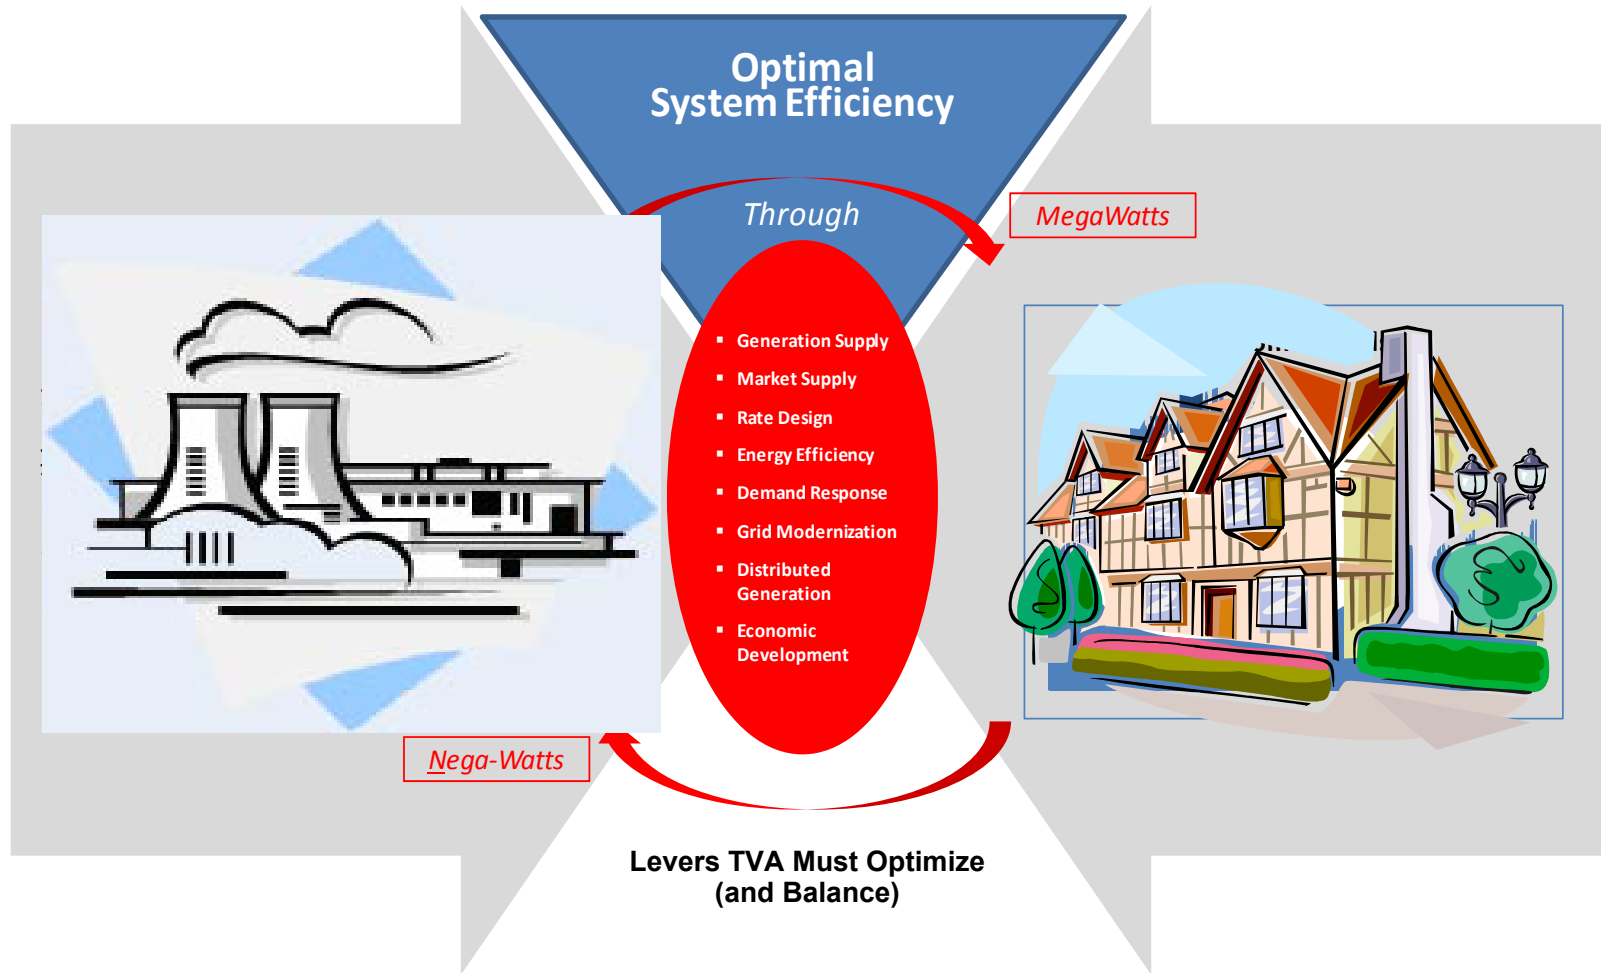 Optimal
System Efficiency
Through
MegaWatts
▪ Generation Supply
▪ Market Supply
▪ Rate Design
▪ Energy Efficiency
▪ Demand Response
▪ Grid Modernization
▪ Distributed
Generation
▪ Economic
Development
Nega-Watts
Levers TVA Must Optimize
(and Balance)